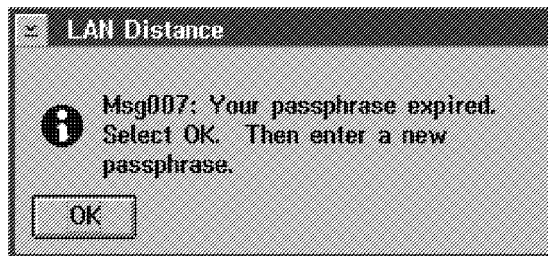 LAN Distance
Msg007: Your passphrase expired.
Select OK.  Then enter a new
passphrase.
OK